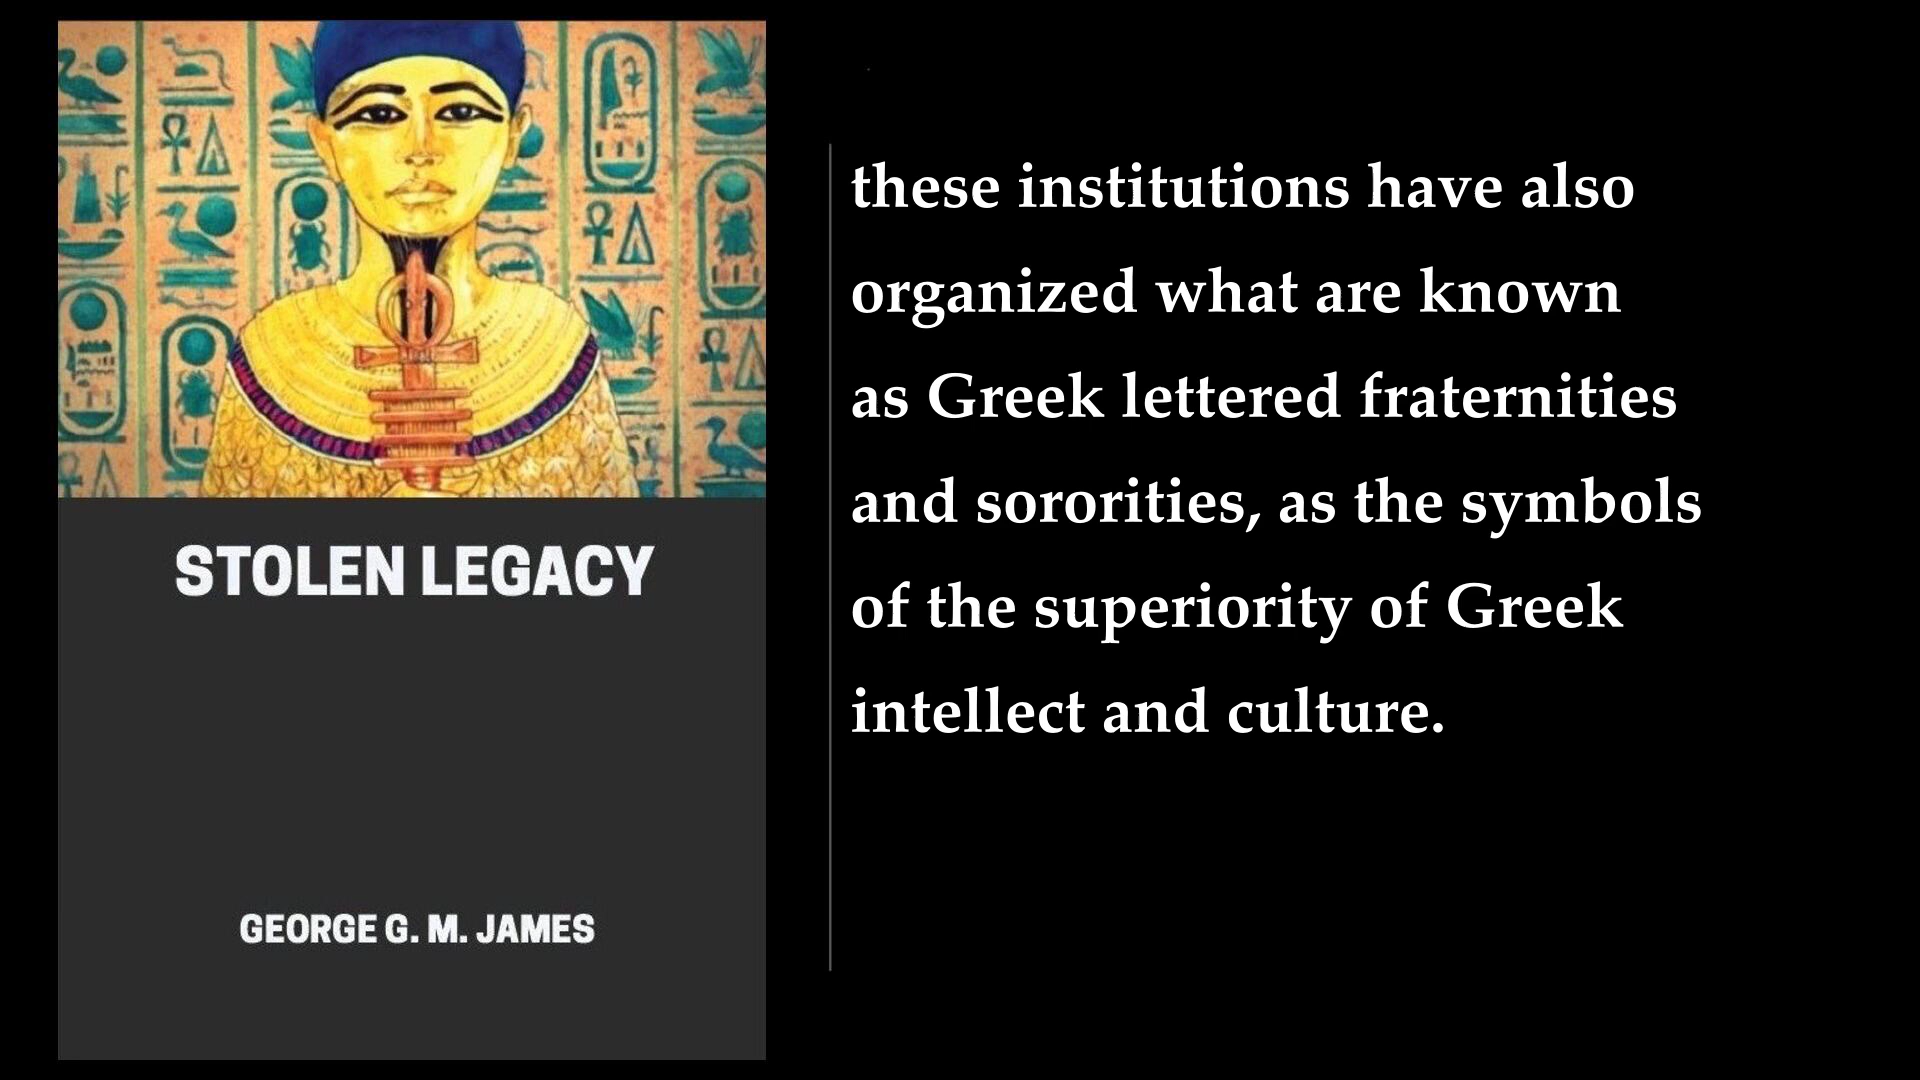 STOLEN LEGACY
GEORGE G. M. JAMES
these institutions have also
organized what are known
as Greek lettered fraternities
and sororities, as the symbols
of the superiority of Greek
intellect and culture.